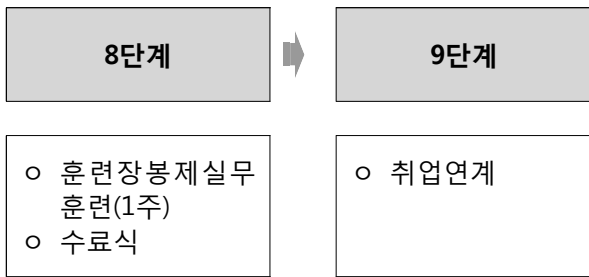 8단계
9단계
ㅇ 훈련장봉제실무
훈련(1주)
ㅇ 수료식
ㅇ 취업연계